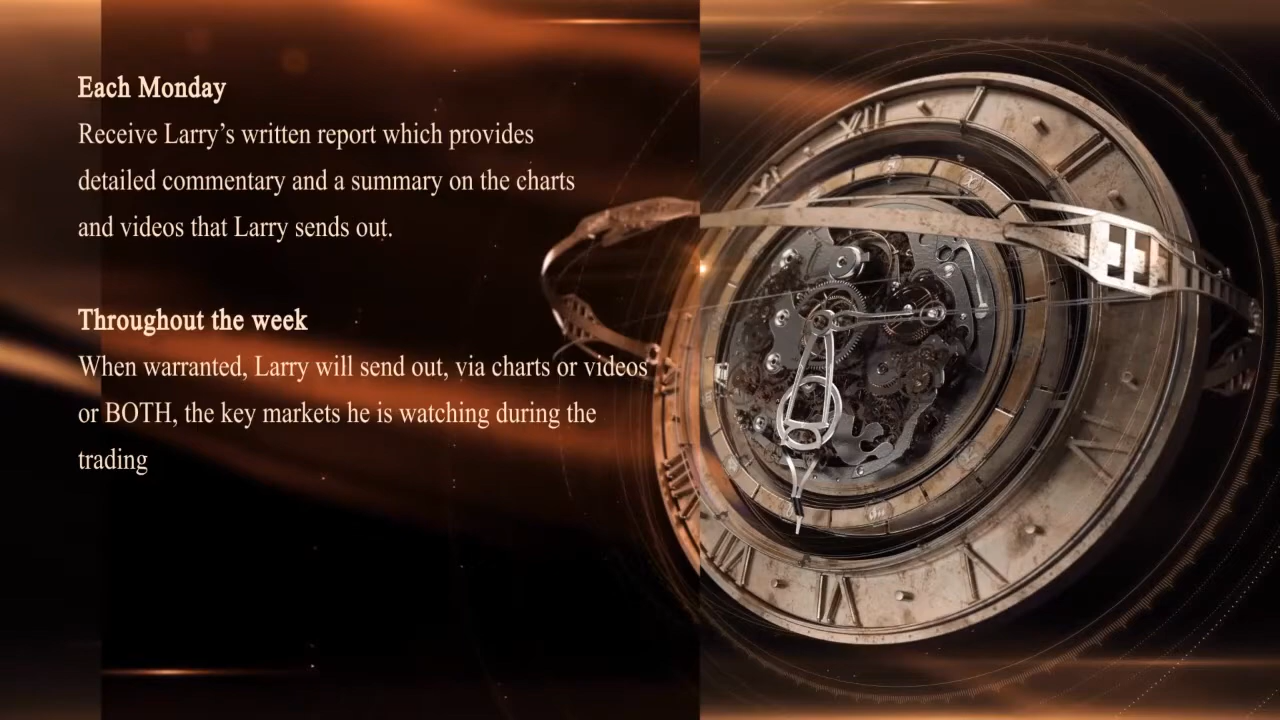 Each Monday
Receive Larry’s written report which provides
detailed commentary and a summary on the charts
and videos that Larry sends out.
Throughout the week
When warranted, Larry will send out, via charts or videos
or BOTH, the key markets he is watching during the
trading